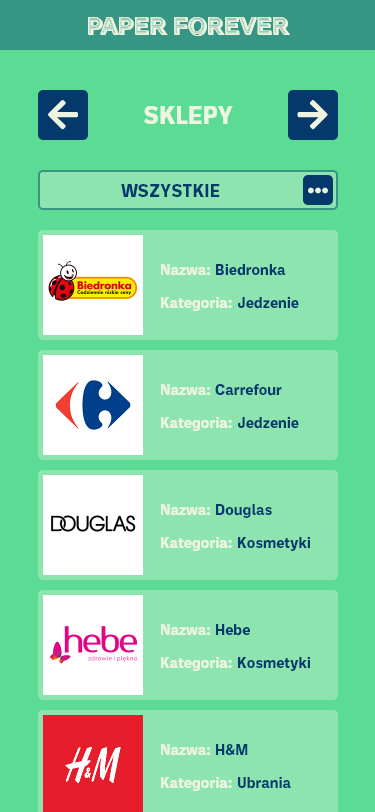 PAPER FOREVER
SKLEPY
WSZYSTKIE
Biedronka
Codziennie niskie ceny
Nazwa: Biedronka
Kategoria: Jedzenie
Nazwa: Carrefour
Kategoria: Jedzenie
DOUGLAS
Nazwa: Douglas
Kategoria: Kosmetyki
hebe
zdrowie i piękno
Nazwa: Hebe
Kategoria: Kosmetyki
H&M
Nazwa: H&M
Kategoria: Ubrania